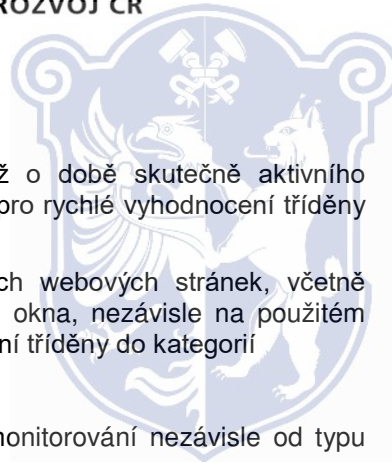 ROZVOJ ČR
ž o době skutečně aktivního
pro rychlé vyhodnocení tříděny
ch webových stránek, včetně
okna, nezávisle na použitém
ní tříděny do kategorií
monitorování nezávisle od typu